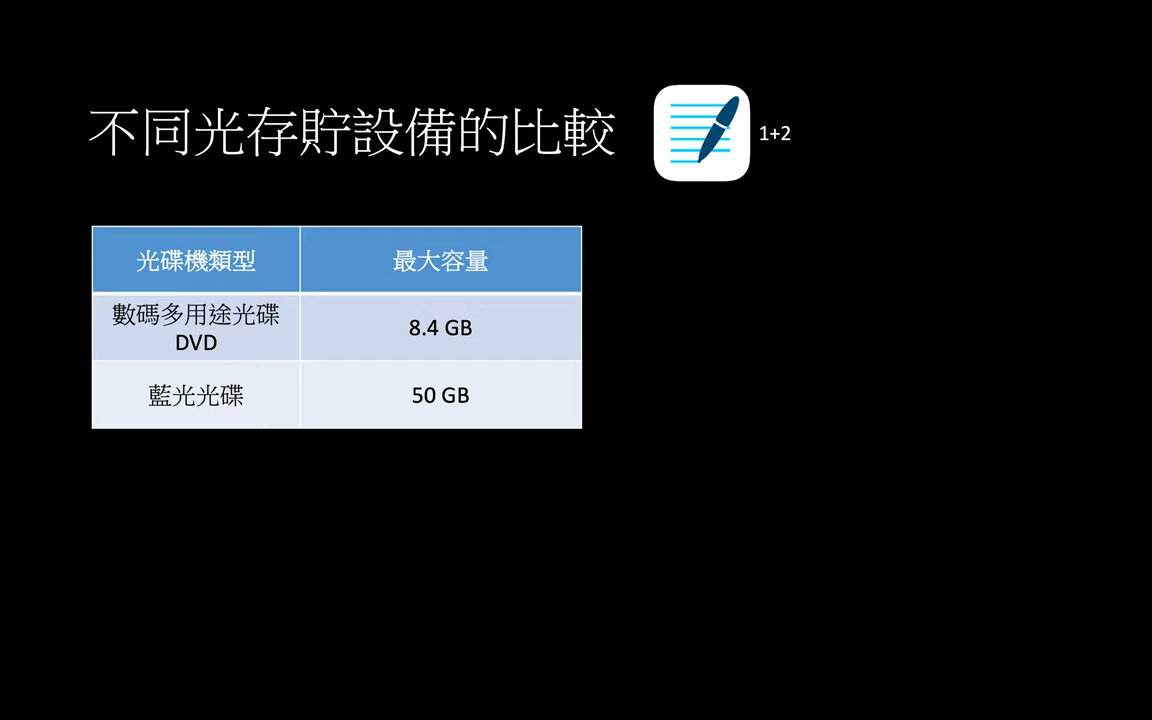 不同光存貯設備的比較
1+2
光碟機類型 最大容量
數碼多用途光碟
DVD
8.4 GB
藍光光碟 50 GB